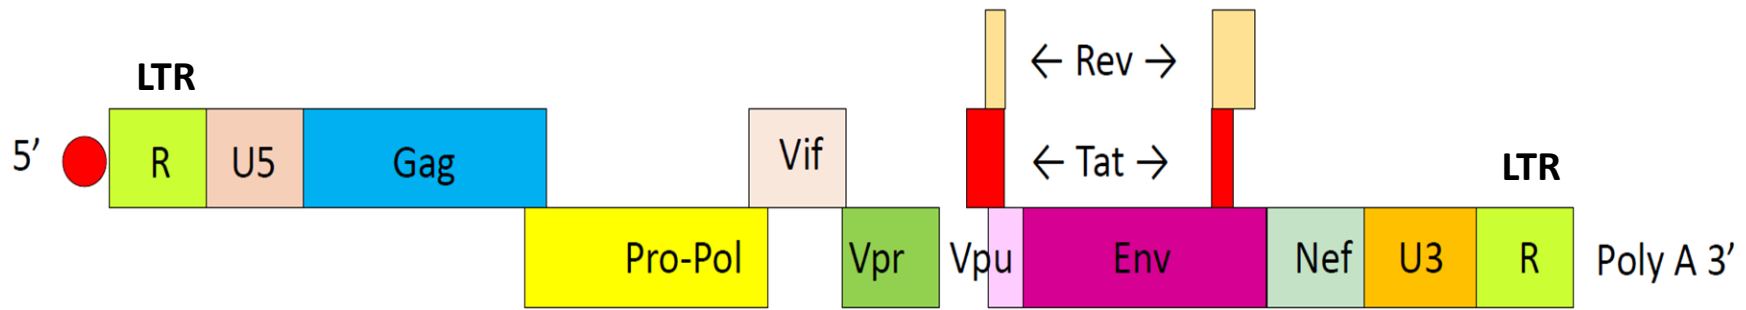 ← Rev →
LTR
5’ R U5 Gag Vif ← Tat → LTR
Pro-Pol Vpr Vpu Env Nef U3 R Poly A 3’